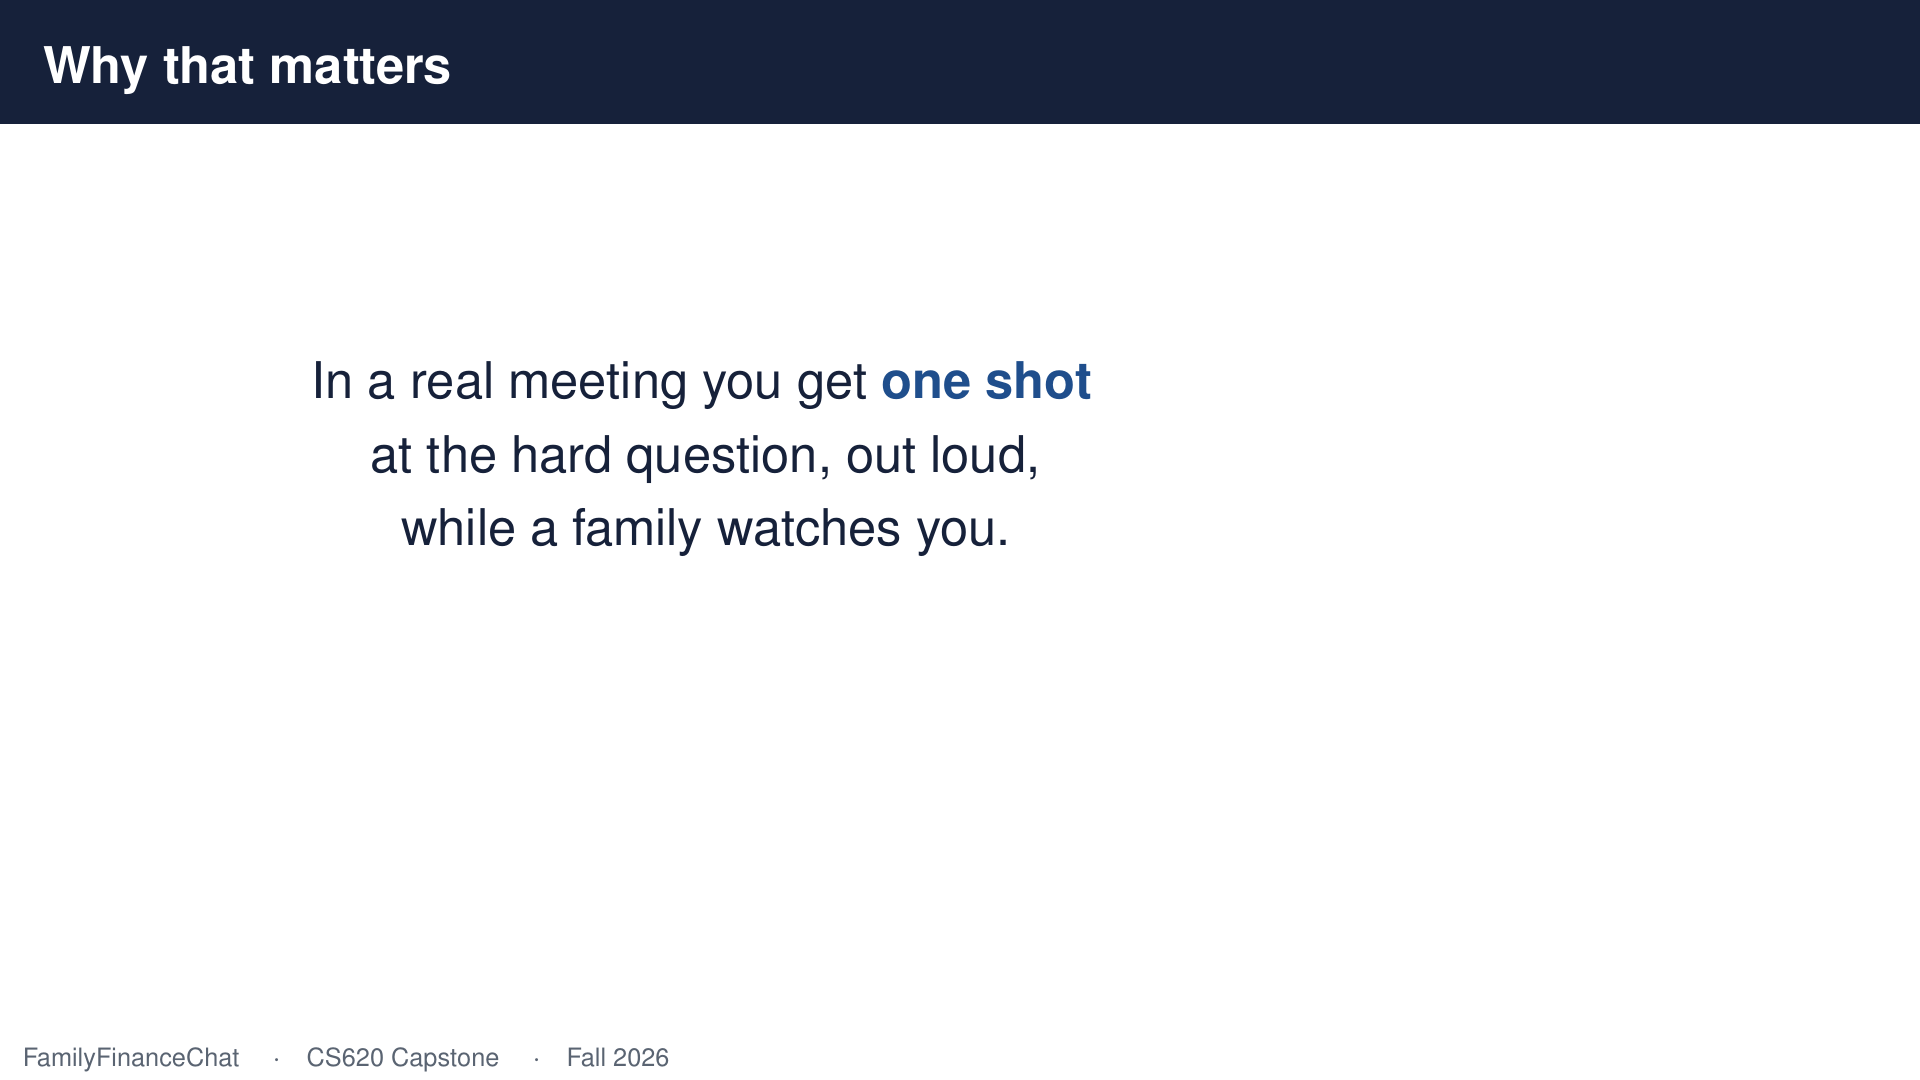 Why that matters
In a real meeting you get one shot
at the hard question, out loud,
while a family watches you.
FamilyFinanceChat · CS620 Capstone · Fall 2026